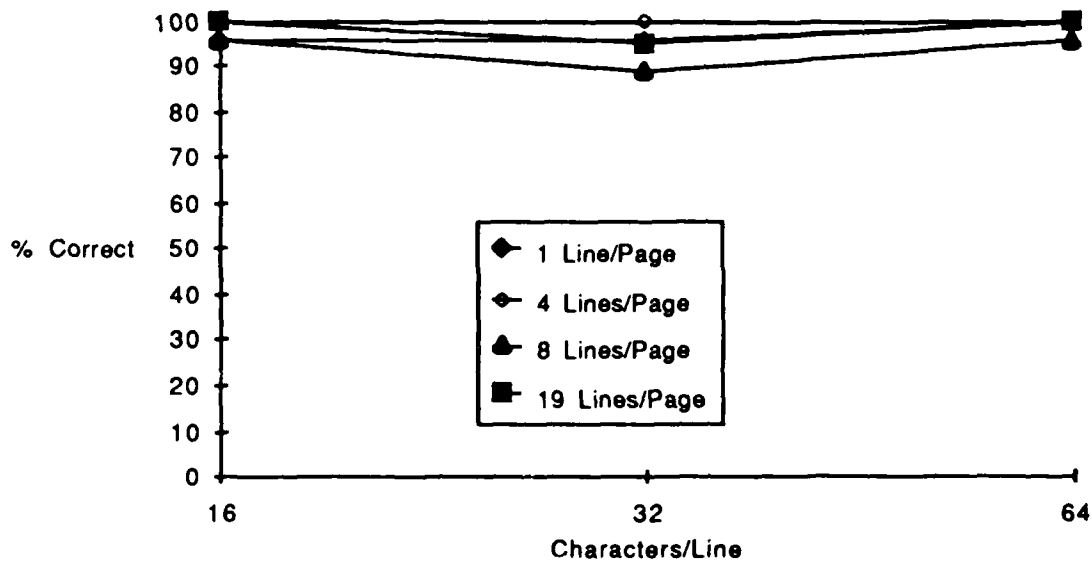 100
90
80
70
60
% Correct 50
40
30
20
10
0
1 Line/Page
4 Lines/Page
8 Lines/Page
19 Lines/Page
16 32 64
Characters/Line